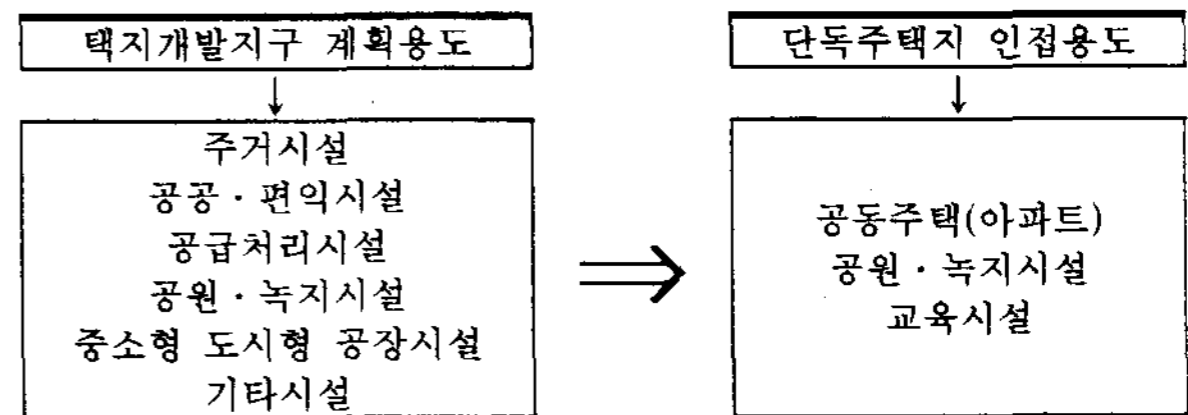 택지개발지구 계획용도
주거시설
공공·편익시설
공급처리시설
공원·녹지시설
중소형 도시형 공장시설
기타시설
단독주택지 인접용도
공동주택(아파트)
공원·녹지시설
교육시설